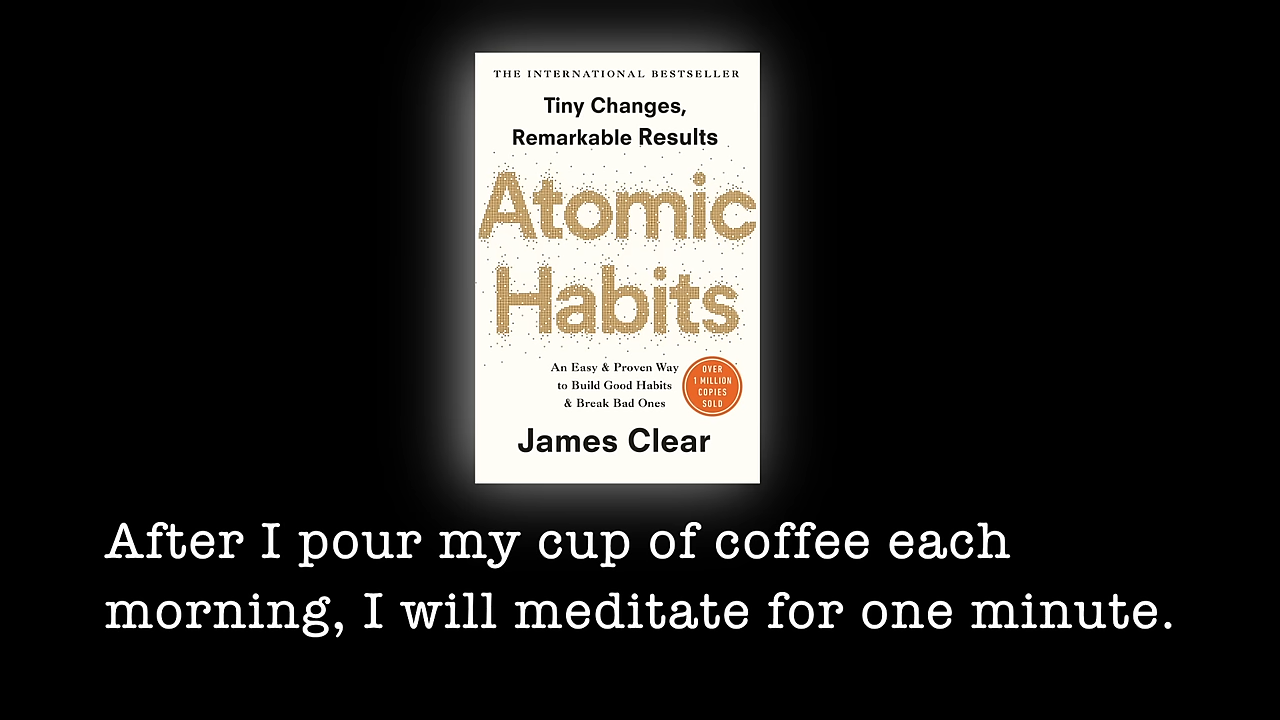 THE INTERNATIONAL BESTSELLER
Tiny Changes,
Remarkable Results
Atomic
Habits
An Easy & Proven Way
to Build Good Habits
& Break Bad Ones
OVER
1 MILLION
COPIES
SOLD
James Clear
After I pour my cup of coffee each
morning, I will meditate for one minute.